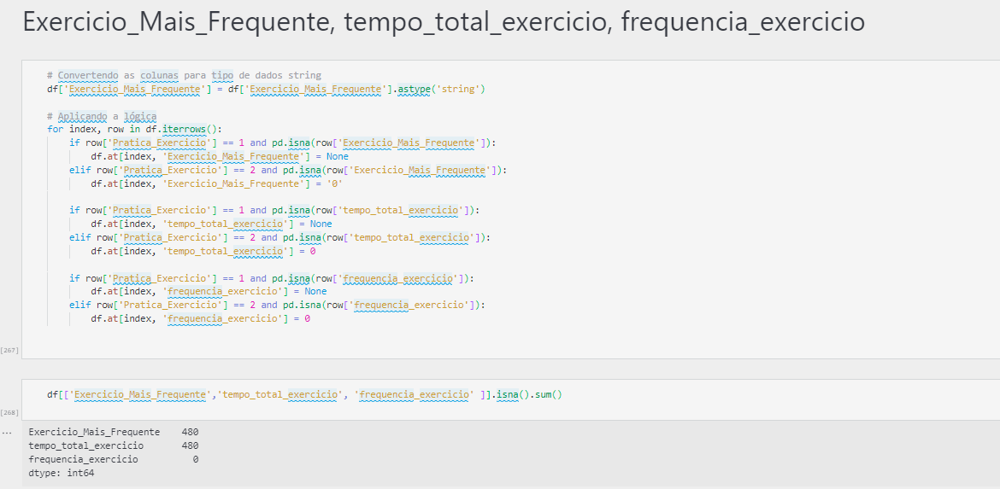 Exercicio_Mais_Frequente, tempo_total_exercicio, frequencia_exercicio
# Convertendo as colunas para tipo de dados string
df['Exercicio_Mais_Frequente'] = df['Exercicio_Mais_Frequente'].astype('string')
# Aplicando a lógica
for index, row in df.iterrows():
if row['Pratica_Exercicio'] == 1 and pd.isna(row['Exercicio_Mais_Frequente']):
df.at[index, 'Exercicio_Mais_Frequente'] = None
elif row['Pratica_Exercicio'] == 2 and pd.isna(row['Exercicio_Mais_Frequente']):
df.at[index, 'Exercicio_Mais_Frequente'] = '0'
if row['Pratica_Exercicio'] == 1 and pd.isna(row['tempo_total_exercicio']):
df.at[index, 'tempo_total_exercicio'] = None
elif row['Pratica_Exercicio'] == 2 and pd.isna(row['tempo_total_exercicio']):
df.at[index, 'tempo_total_exercicio'] = 0
if row['Pratica_Exercicio'] == 1 and pd.isna(row['frequencia_exercicio']):
df.at[index, 'frequencia_exercicio'] = None
elif row['Pratica_Exercicio'] == 2 and pd.isna(row['frequencia_exercicio']):
df.at[index, 'frequencia_exercicio'] = 0
[267]
df[['Exercicio_Mais_Frequente','tempo_total_exercicio', 'frequencia_exercicio' ]].isna().sum()
[268]
... Exercicio_Mais_Frequente 480
tempo_total_exercicio 480
frequencia_exercicio 0
dtype: int64